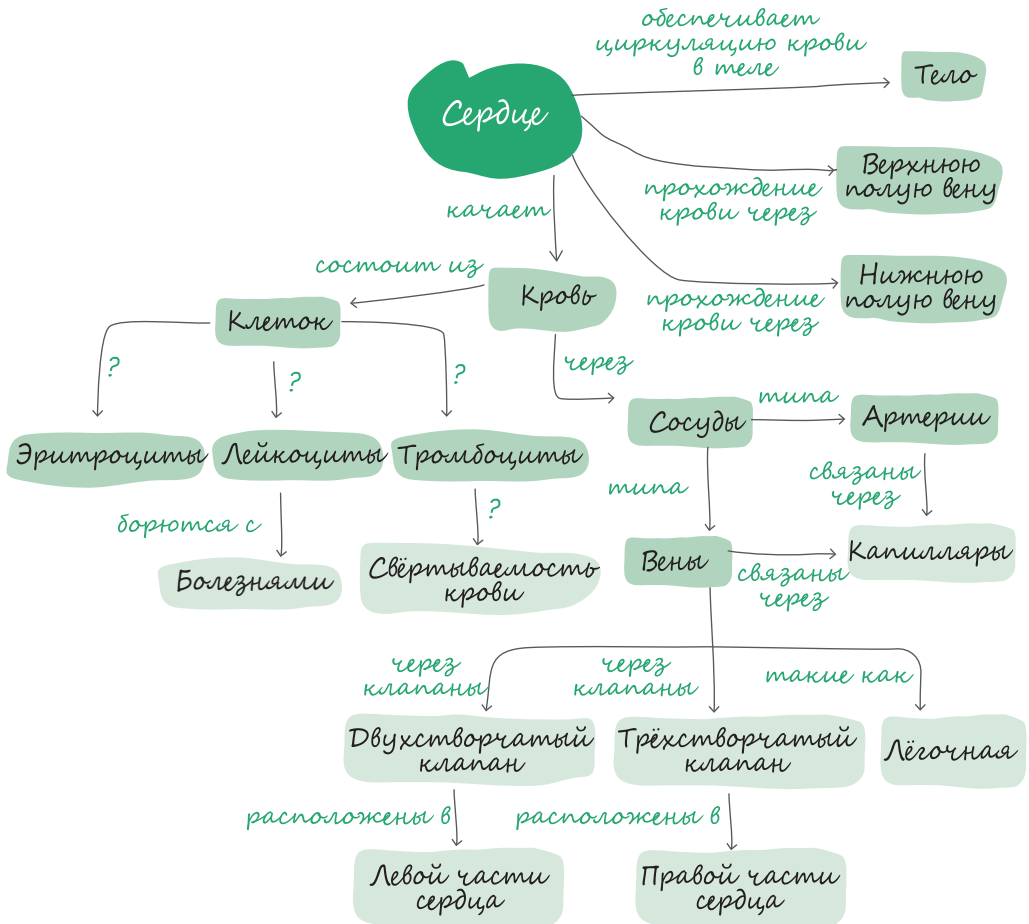 обеспечивает
циркуляцию крови
в теле
Тело
Сердце
Верхнюю
полую вену
прохождение
крови через
качает
состоит из
Нижнюю
полую вену
Кровь
прохождение
крови через
Клеток
через
?
?
?
типа
Сосуды
Артерии
Эритроциты
Лейкоциты
Тромбоциты
связаны
через
типа
?
борются с
Капилляры
Вены
связаны
через
Болезнями
Свёртываемость
крови
через
клапаны
через
клапаны
такие как
Двухстворчатый
клапан
Трёхстворчатый
клапан
Лёгочная
расположены в
расположены в
Левой части
сердца
Правой части
сердца